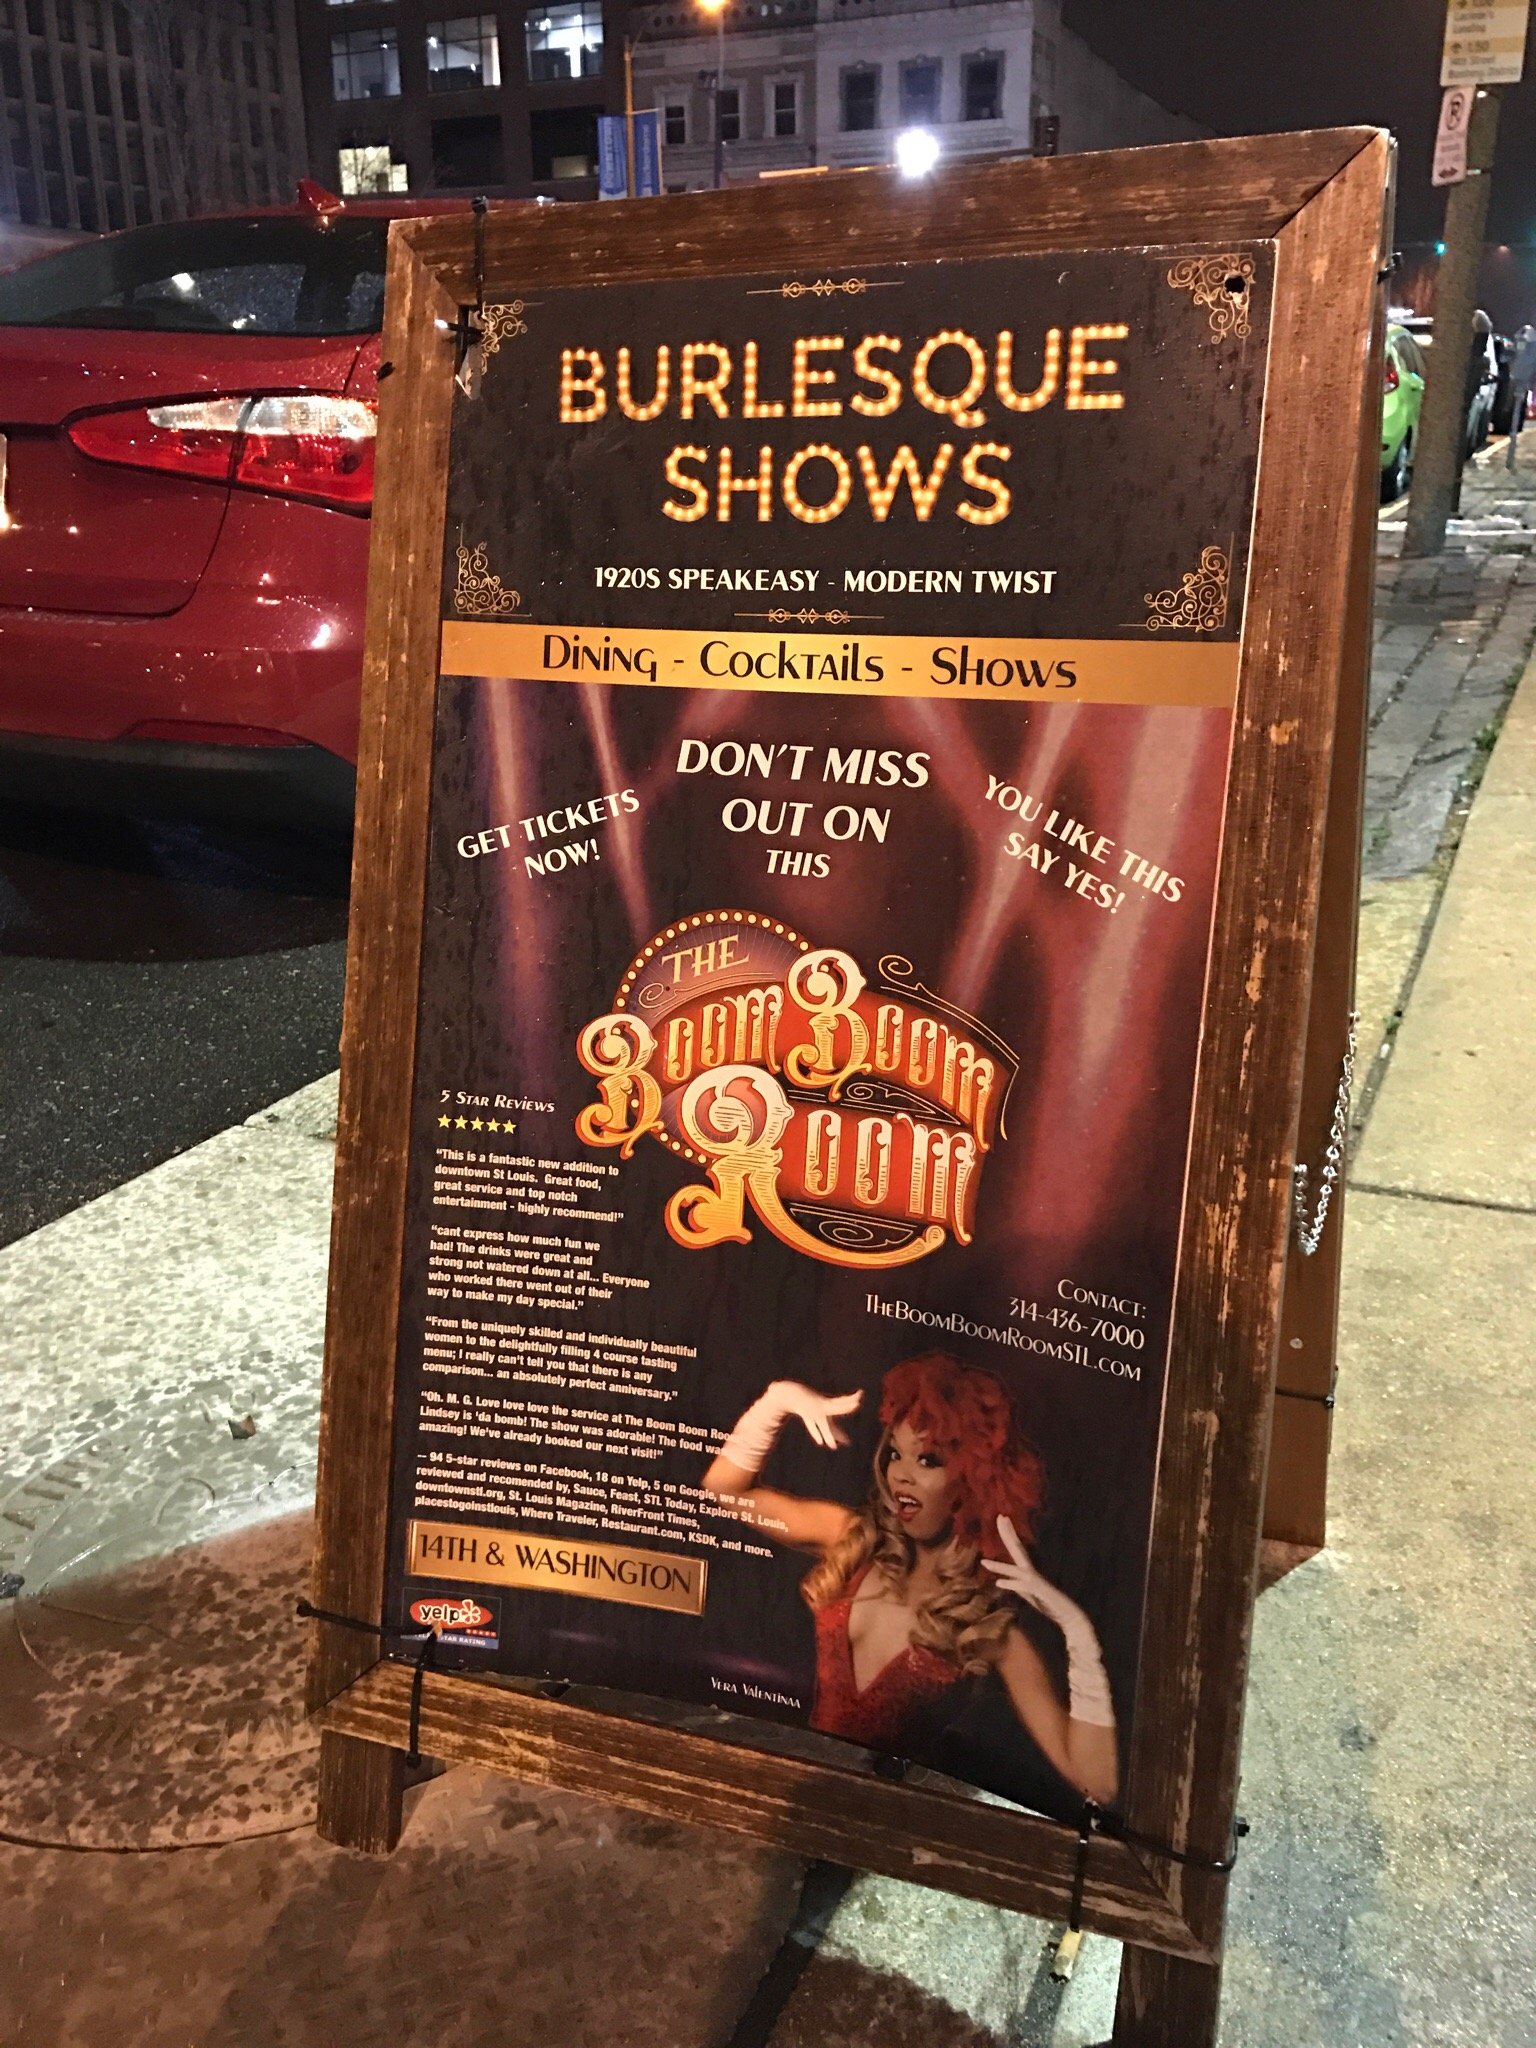 BURLESQUE
SHOWS
1920S SPEAKEASY - MODERN TWIST
Dining - Cocktails - Shows
DON'T MISS
OUT ON
THIS
GET TICKETS
NOW!
YOU LIKE THIS
SAY YES!
THE
BOOM BOOM
ROOM
5 Star Reviews
"This is a fantastic new addition to
downtown St Louis. Great food,
great service and top notch
entertainment - highly recommend!"
"cant express how much fun we
had! The drinks were great and
strong not watered down at all... Everyone
who worked there went out of their
way to make my day special."
"From the uniquely skilled and individually beautiful
women to the delightfully filling 4 course tasting
menu; I really can't tell you that there is any
comparison... an absolutely perfect anniversary."
"Oh. M. G. Love love love the service at The Boom Boom Roo
Lindsey is 'da bomb! The show was adorable! The food wa
amazing! We've already booked our next visit!"
-- 94 5-star reviews on Facebook, 18 on Yelp, 5 on Google, we are
reviewed and recomended by, Sauce, Feast, STL Today, Explore St. Louis,
downtownstl.org, St. Louis Magazine, RiverFront Times,
placestogoinstlouis, Where Traveler, Restaurant.com, KSDK, and more.
Contact:
314-436-7000
TheBoomBoomRoomSTL.com
14TH & WASHINGTON
yelp
STAR RATING
Vera Valentinaa